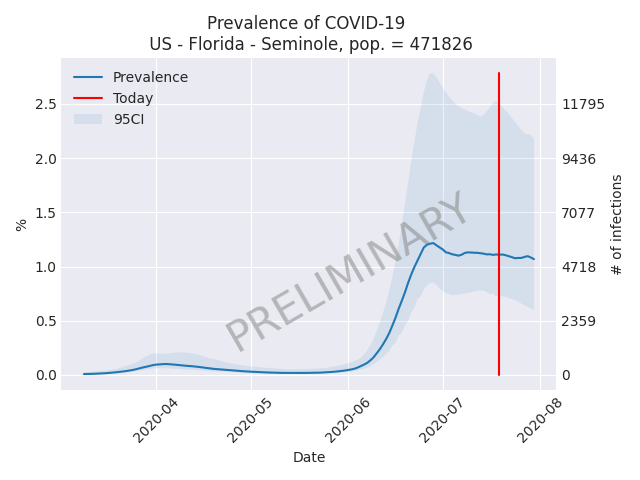 Prevalence of COVID-19
US - Florida - Seminole, pop. = 471826
Prevalence
Today
95CI
2.5
2.0
1.5
1.0
0.5
0.0
%
11795
9436
7077
4718
2359
0
# of infections
PRELIMINARY
2020-04
2020-05
2020-06
2020-07
2020-08
Date